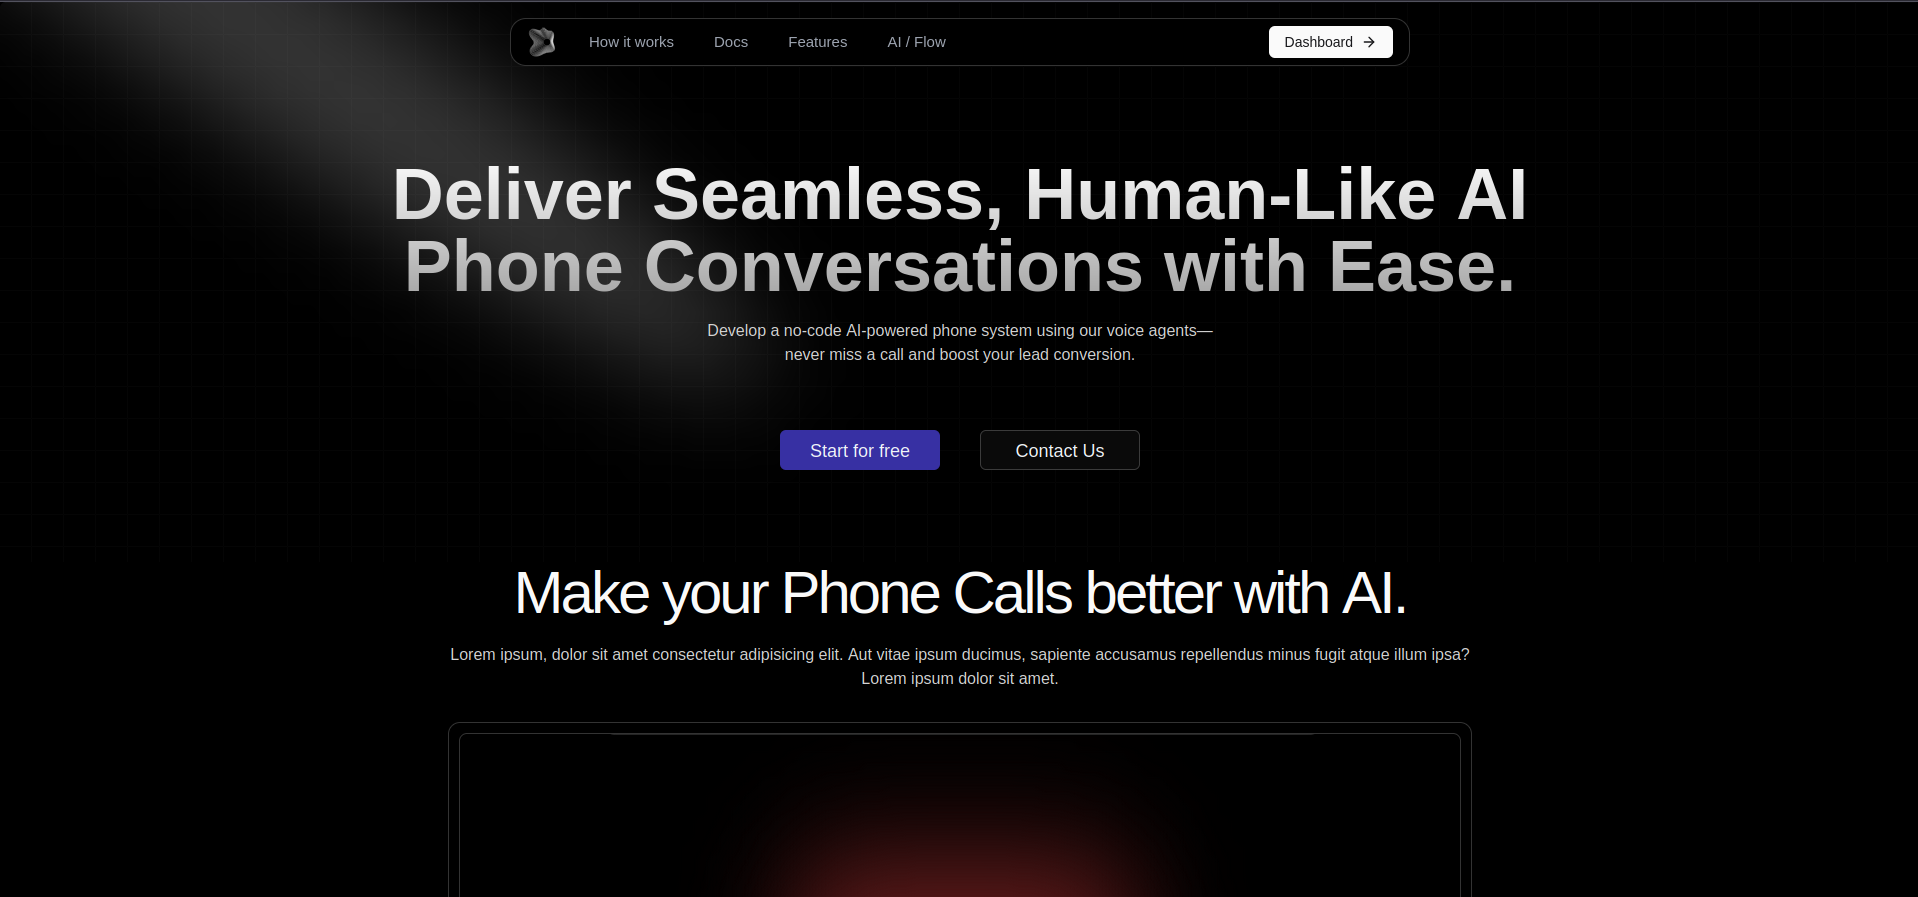 How it works
Docs
Features
AI / Flow
Dashboard
Deliver Seamless, Human-Like AI
Phone Conversations with Ease.
Develop a no-code AI-powered phone system using our voice agents—
never miss a call and boost your lead conversion.
Start for free
Contact Us
Make your Phone Calls better with AI.
Lorem ipsum, dolor sit amet consectetur adipisicing elit. Aut vitae ipsum ducimus, sapiente accusamus repellendus minus fugit atque illum ipsa?
Lorem ipsum dolor sit amet.